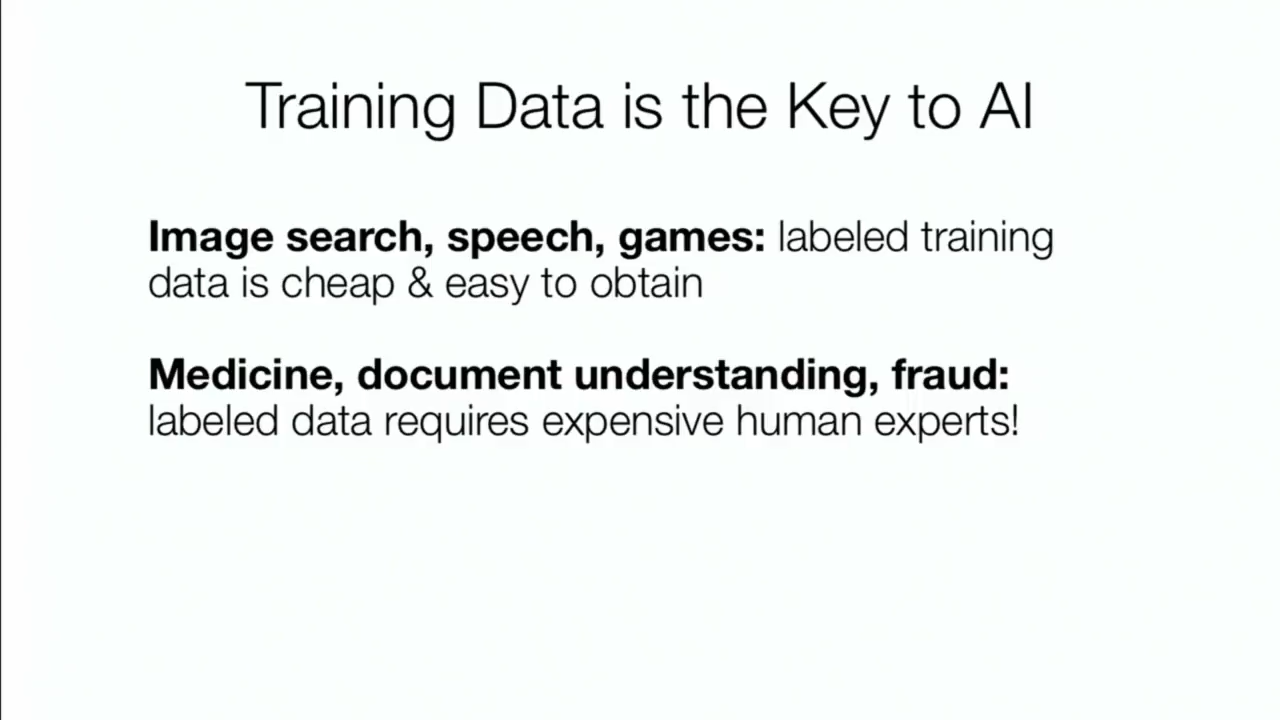 Training Data is the Key to AI
Image search, speech, games: labeled training
data is cheap & easy to obtain
Medicine, document understanding, fraud:
labeled data requires expensive human experts!